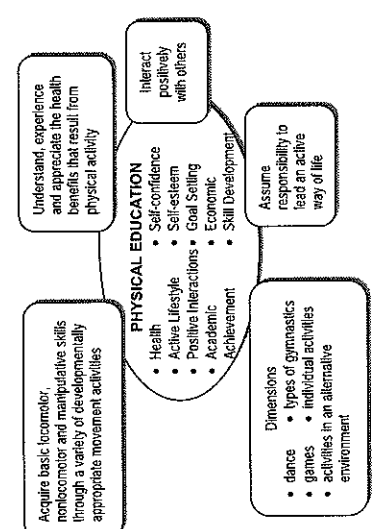 Acquire basic locomotor,
nonlocomotor and manipulative skills
through a variety of developmentally
appropriate movement activities
Understand, experience
and appreciate the health
benefits that result from
physical activity
Interact
positively
with others
PHYSICAL EDUCATION
• Health
• Active Lifestyle
• Positive Interactions
• Academic
Achievement
• Self-confidence
• Self-esteem
• Goal Setting
• Economic
• Skill Development
Assume
responsibility to
lead an active
way of life
Dimensions
• dance • types of gymnastics
• games • individual activities
• activities in an alternative
environment